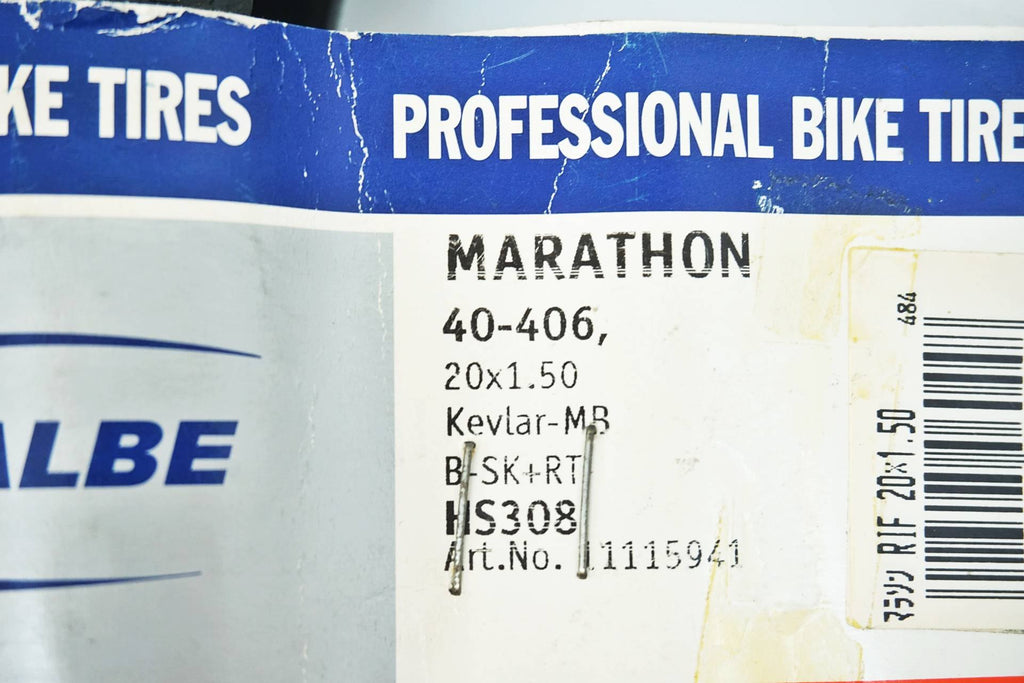 KE TIRES
PROFESSIONAL BIKE TIRE
ALBE
MARATHON
40-406,
20x1.50
Kevlar-MB
B-SK+RT
HS308
Art.No. 11115941
マラソン RIF 20×1.50
484